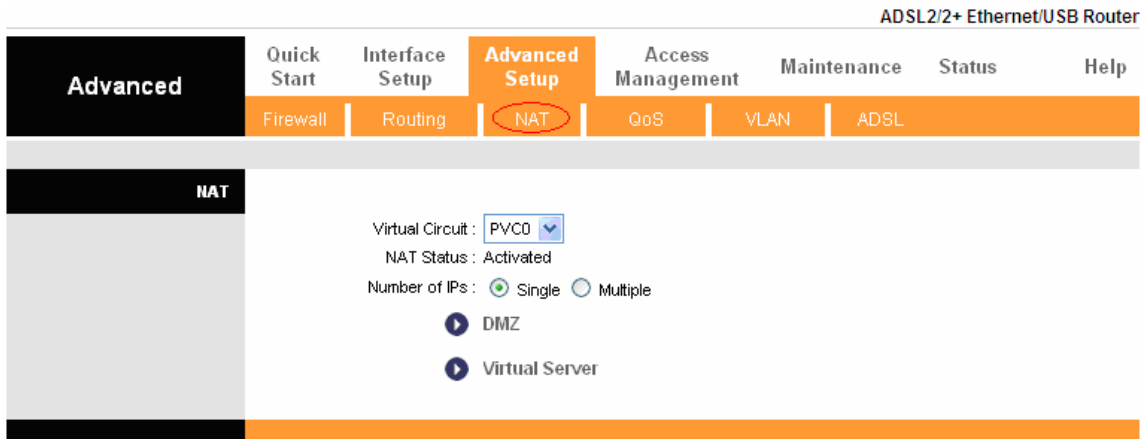 ADSL2/2+ Ethernet/USB Router
Advanced
Quick Start
Interface Setup
Advanced Setup
Access Management
Maintenance
Status
Help
Firewall
Routing
NAT
QoS
VLAN
ADSL
NAT
Virtual Circuit : PVC0
NAT Status : Activated
Number of IPs : Single Multiple
DMZ
Virtual Server